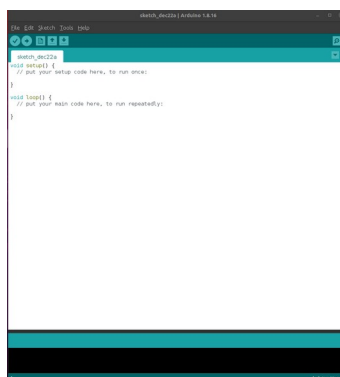 sketch_dec22a | Arduino 1.8.16
File Edit Sketch Tools Help
sketch_dec22a
void setup() {
  // put your setup code here, to run once:
}
void loop() {
  // put your main code here, to run repeatedly:
}